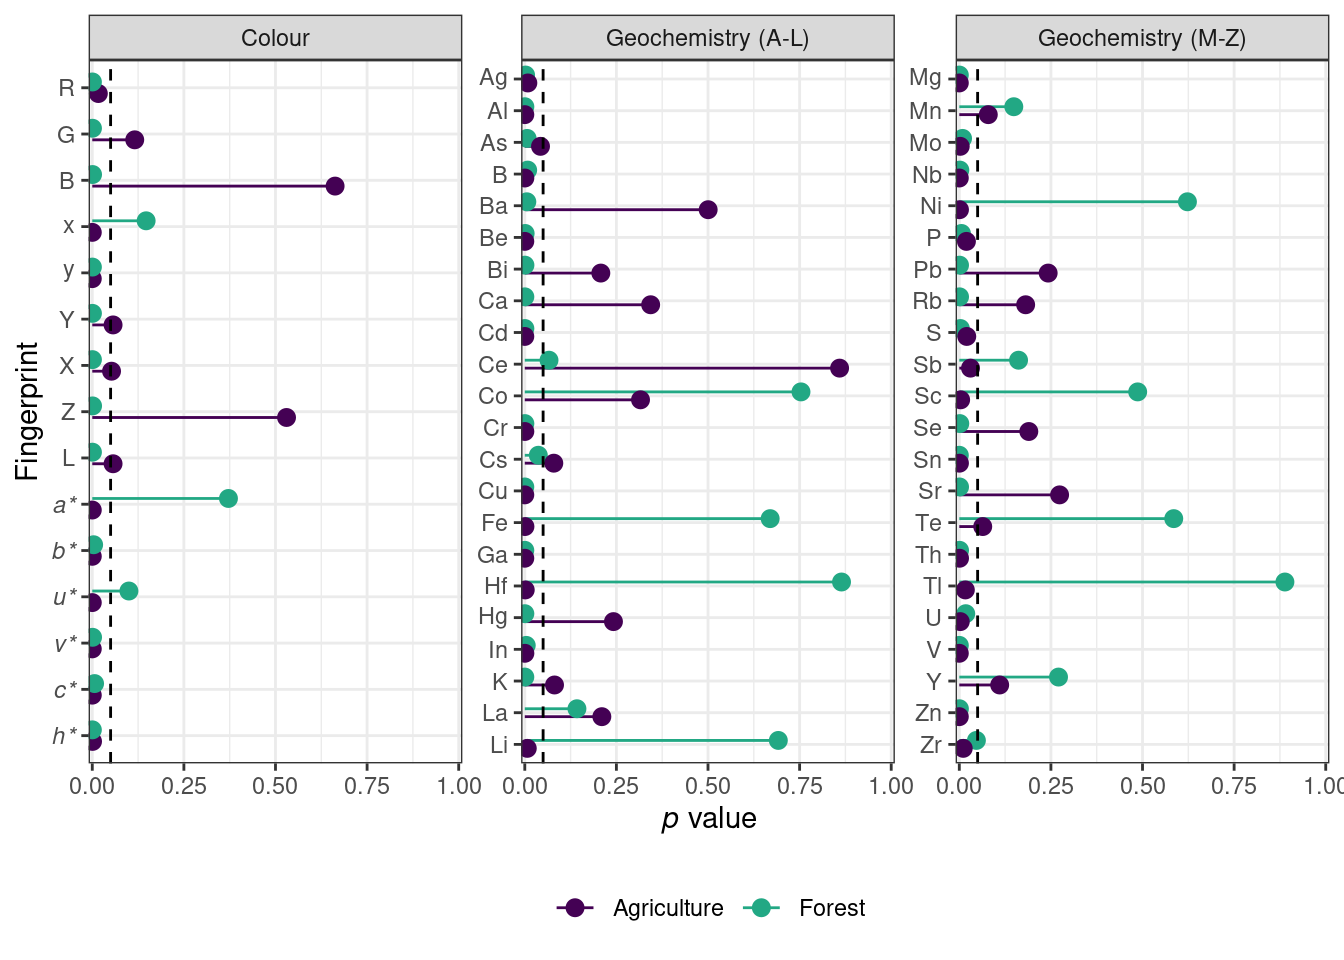 Colour
Geochemistry (A-L)
Geochemistry (M-Z)
Fingerprint
R
G
B
x
y
Y
X
Z
L
a*
b*
u*
v*
c*
h*
0.00 0.25 0.50 0.75 1.00
Ag
Al
As
B
Ba
Be
Bi
Ca
Cd
Ce
Co
Cr
Cs
Cu
Fe
Ga
Hf
Hg
In
K
La
Li
0.00 0.25 0.50 0.75 1.00
Mg
Mn
Mo
Nb
Ni
P
Pb
Rb
S
Sb
Sc
Se
Sn
Sr
Te
Th
Tl
U
V
Y
Zn
Zr
0.00 0.25 0.50 0.75 1.00
p value
Agriculture Forest